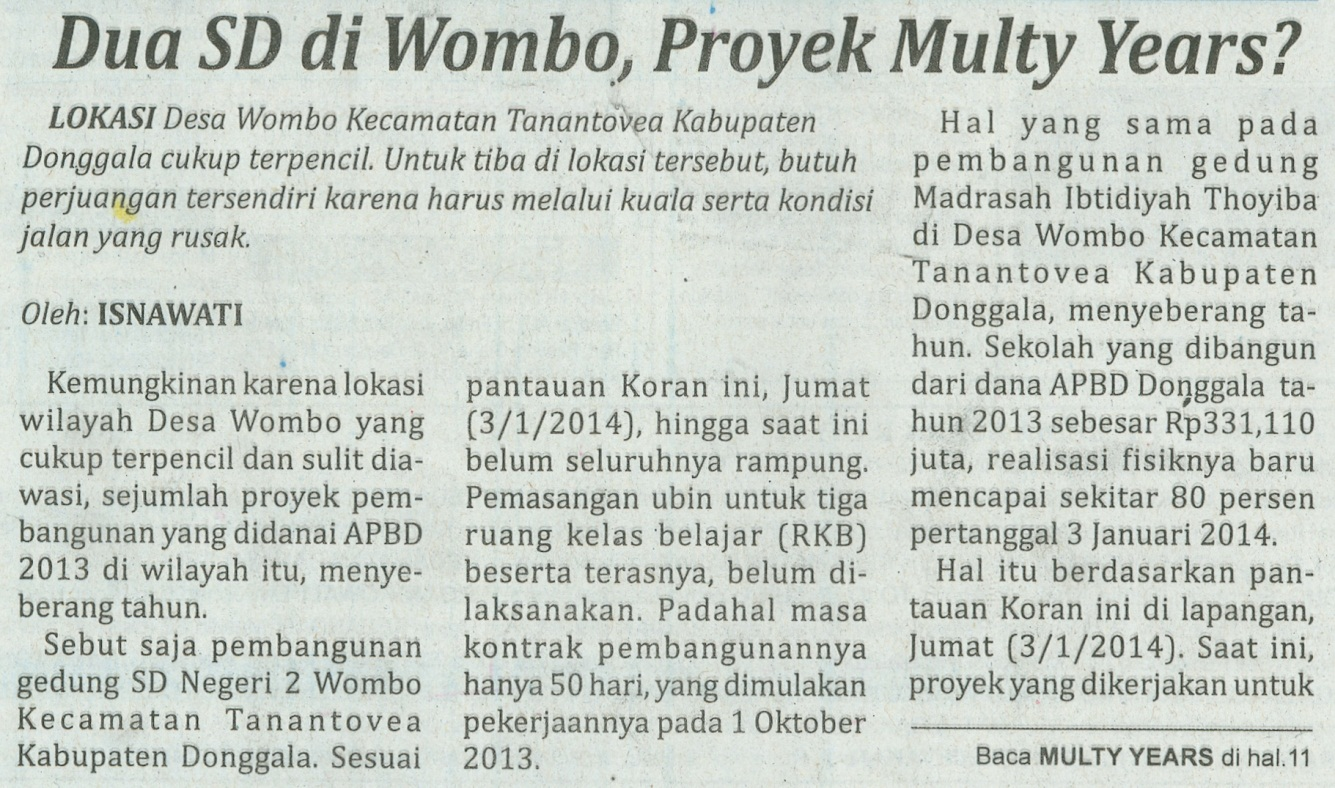 Dua SD di Wombo, Proyek Multy Years?
LOKASI Desa Wombo Kecamatan Tanantovea Kabupaten
Donggala cukup terpencil. Untuk tiba di lokasi tersebut, butuh
perjuangan tersendiri karena harus melalui kuala serta kondisi
jalan yang rusak.
Oleh: ISNAWATI
Kemungkinan karena lokasi
wilayah Desa Wombo yang
cukup terpencil dan sulit dia-
wasi, sejumlah proyek pem-
bangunan yang didanai APBD
2013 di wilayah itu, menye-
berang tahun.
Sebut saja pembangunan
gedung SD Negeri 2 Wombo
Kecamatan Tanantovea
Kabupaten Donggala. Sesuai
pantauan Koran ini, Jumat
(3/1/2014), hingga saat ini
belum seluruhnya rampung.
Pemasangan ubin untuk tiga
ruang kelas belajar (RKB)
beserta terasnya, belum di-
laksanakan. Padahal masa
kontrak pembangunannya
hanya 50 hari, yang dimulakan
pekerjaannya pada 1 Oktober
2013.
Hal yang sama pada
pembangunan gedung
Madrasah Ibtidiyah Thoyiba
di Desa Wombo Kecamatan
Tanantovea Kabupaten
Donggala, menyeberang ta-
hun. Sekolah yang dibangun
dari dana APBD Donggala ta-
hun 2013 sebesar Rp331,110
juta, realisasi fisiknya baru
mencapai sekitar 80 persen
pertanggal 3 Januari 2014.
Hal itu berdasarkan pan-
tauan Koran ini di lapangan,
Jumat (3/1/2014). Saat ini,
proyek yang dikerjakan untuk
Baca MULTY YEARS di hal.11